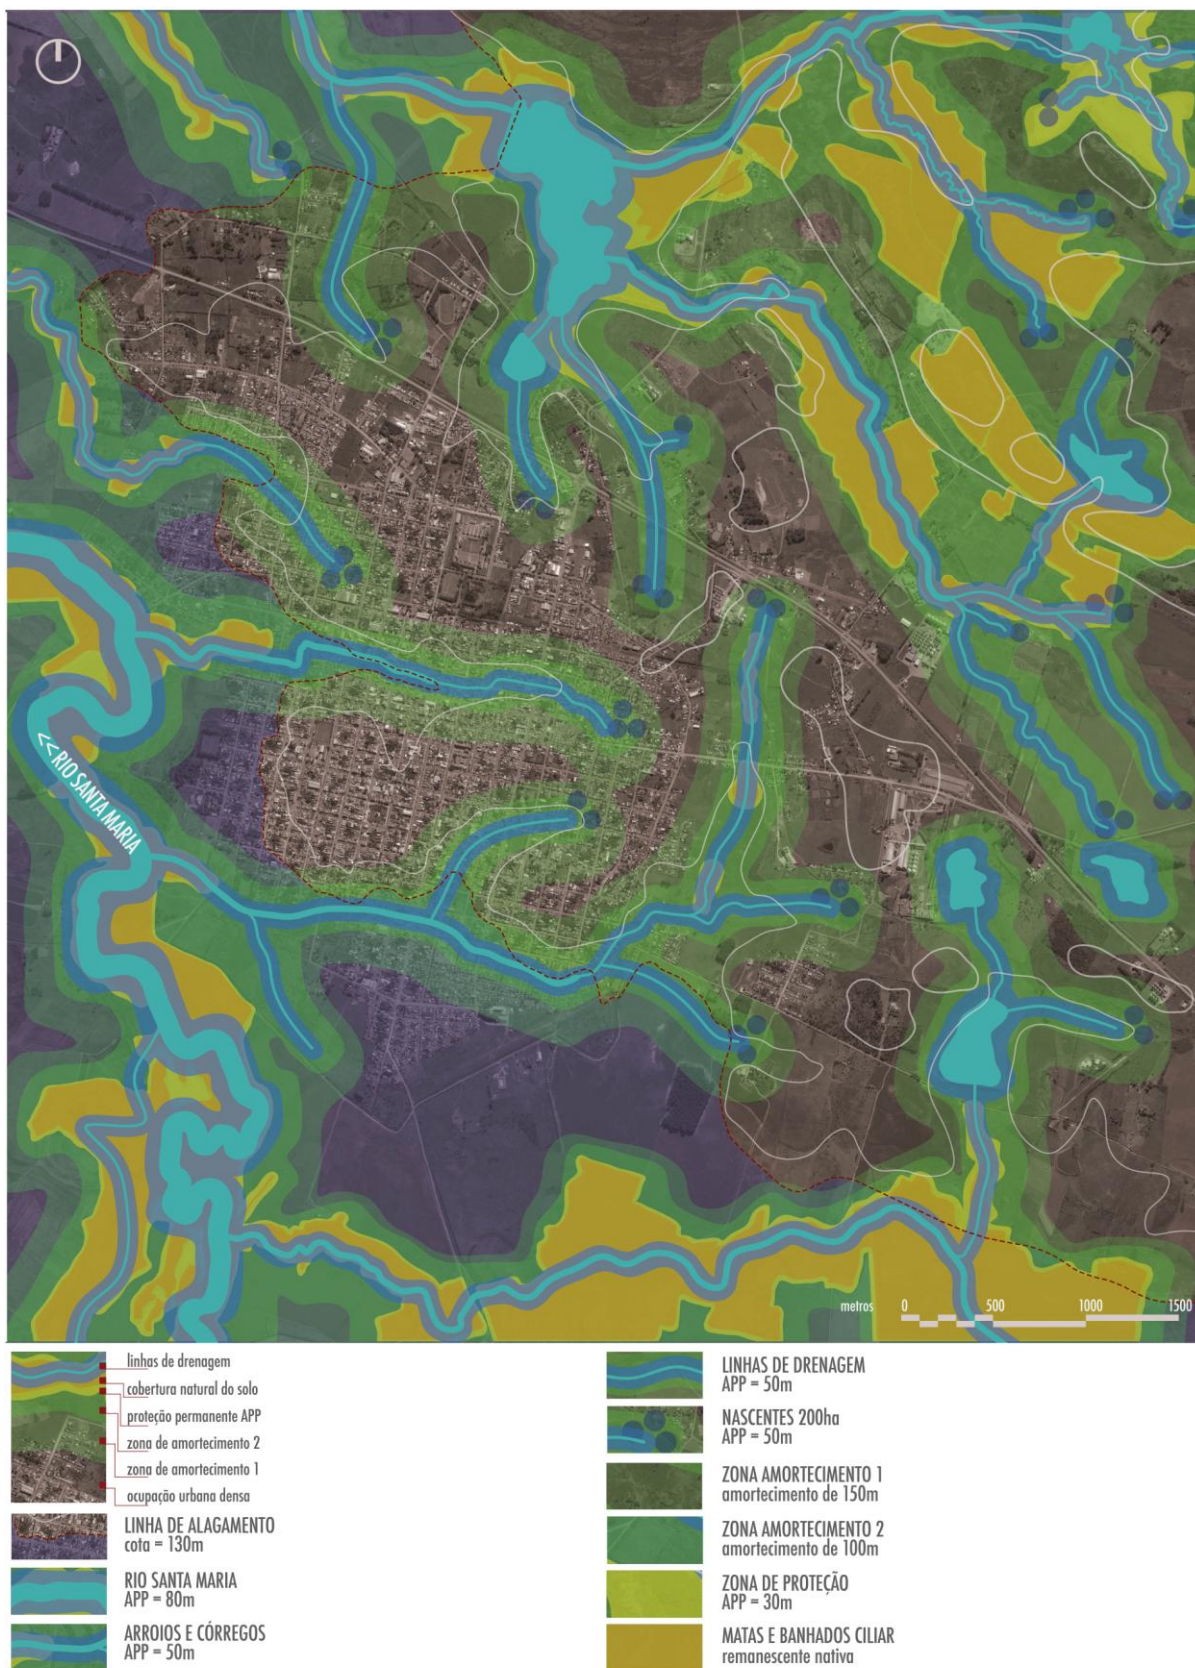 <<RIO SANTA MARIA
metros 0 500 1000 1500
linhas de drenagem
cobertura natural do solo
proteção permanente APP
zona de amortecimento 2
zona de amortecimento 1
ocupação urbana densa
LINHA DE ALAGAMENTO
cota = 130m
RIO SANTA MARIA
APP = 80m
ARROIOS E CÓRREGOS
APP = 50m
LINHAS DE DRENAGEM
APP = 50m
NASCENTES 200ha
APP = 50m
ZONA AMORTECIMENTO 1
amortecimento de 150m
ZONA AMORTECIMENTO 2
amortecimento de 100m
ZONA DE PROTEÇÃO
APP = 30m
MATAS E BANHADOS CILIAR
remanescente nativa